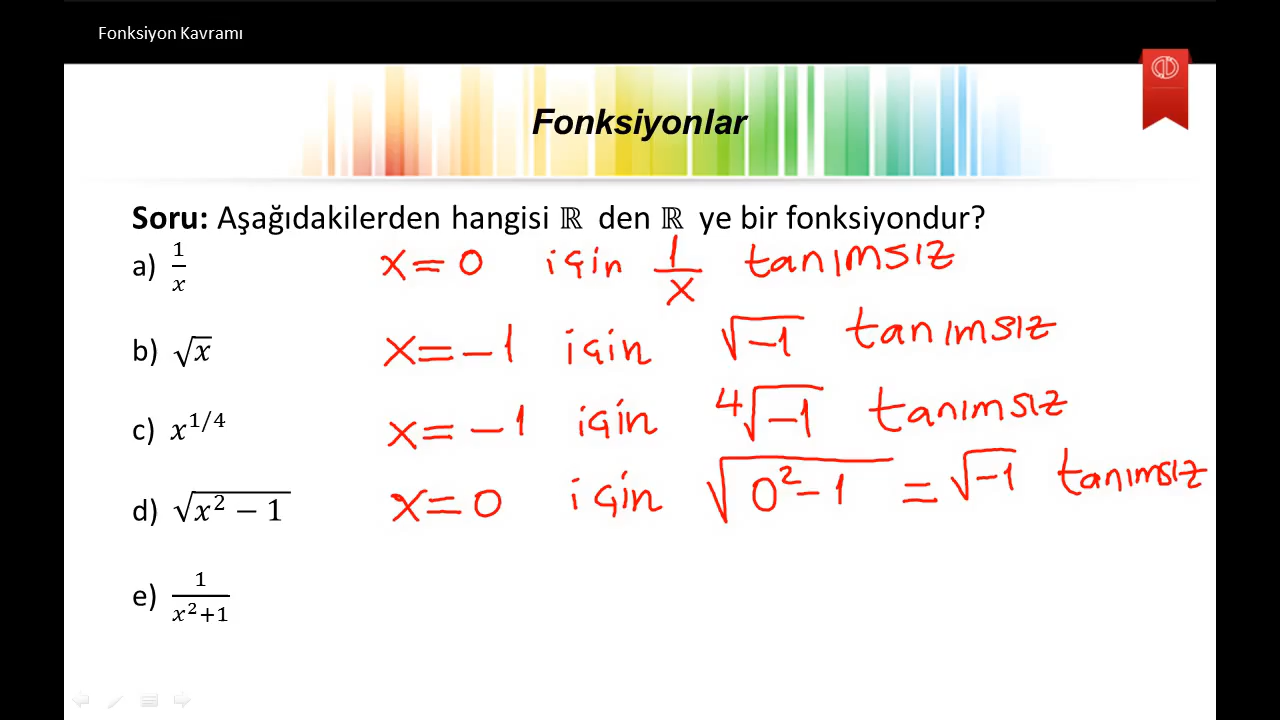 Fonksiyon Kavramı
Fonksiyonlar
Soru: Aşağıdakilerden hangisi ℝ den ℝ ye bir fonksiyondur?
a) 1/x x = 0 için 1/x tanımsız
b) √x x = −1 için √−1 tanımsız
c) x^1/4 x = −1 için ⁴√−1 tanımsız
d) √x² − 1 x = 0 için √0²−1 = √−1 tanımsız
e) 1/x²+1